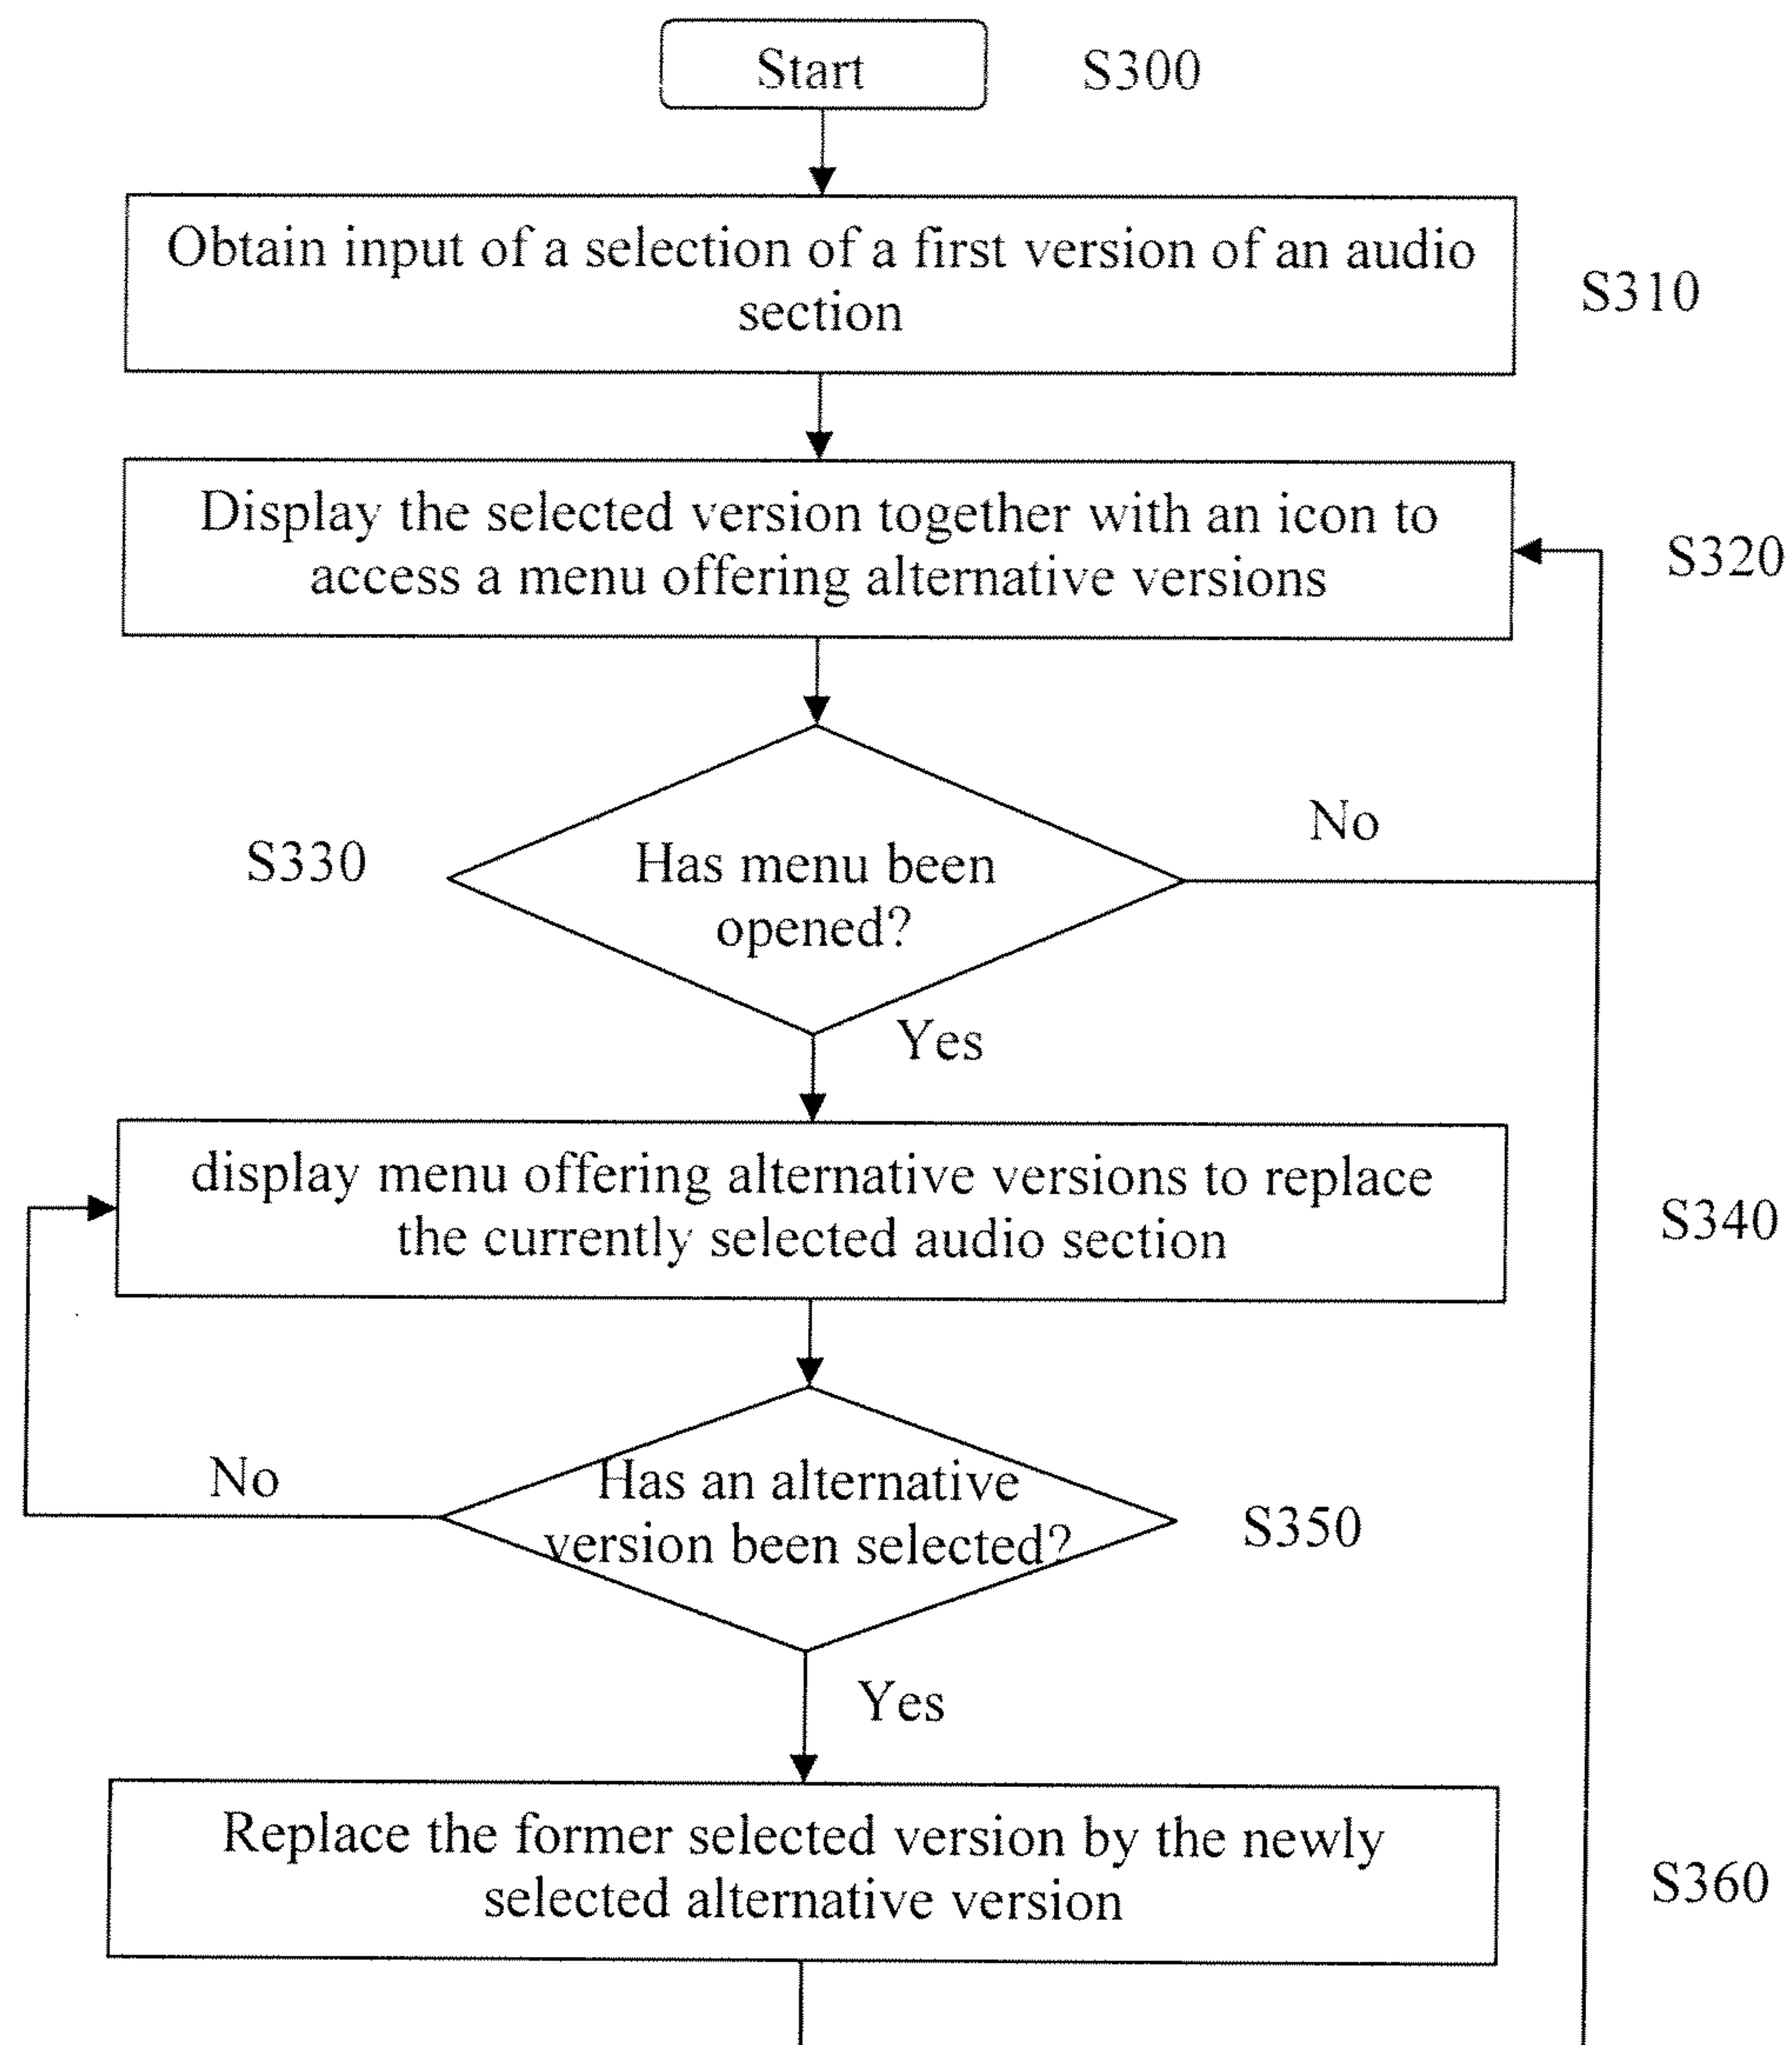 Start
S300
Obtain input of a selection of a first version of an audio
section
S310
Display the selected version together with an icon to
access a menu offering alternative versions
S320
No
S330
Has menu been
opened?
Yes
display menu offering alternative versions to replace
the currently selected audio section
S340
No
Has an alternative
version been selected?
S350
Yes
Replace the former selected version by the newly
selected alternative version
S360